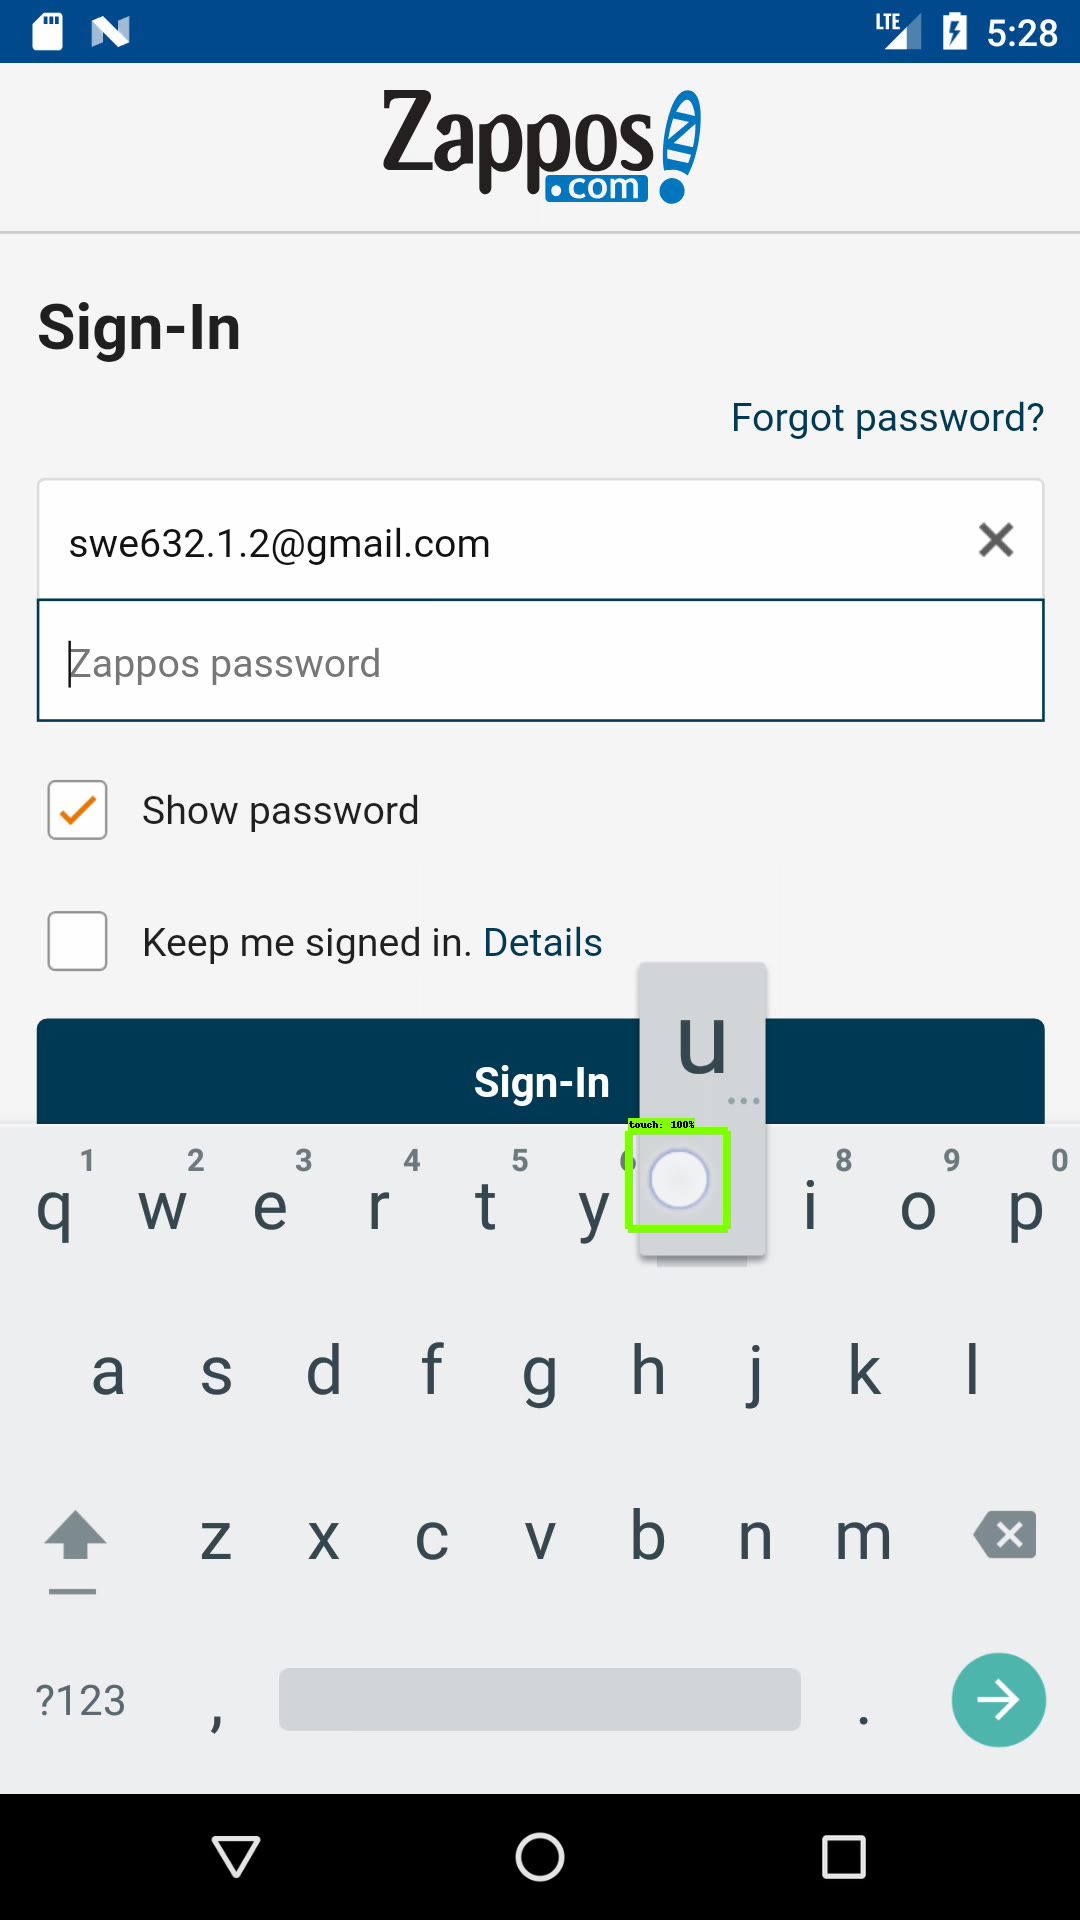 LTE 5:28
Zappos
.com
Sign-In
Forgot password?
swe632.1.2@gmail.com
Zappos password
Show password
Keep me signed in. Details
u
Sign-In
touch: 100%
1 2 3 4 5 6 8 9 0
q w e r t y i o p
a s d f g h j k l
z x c v b n m
?123 , .